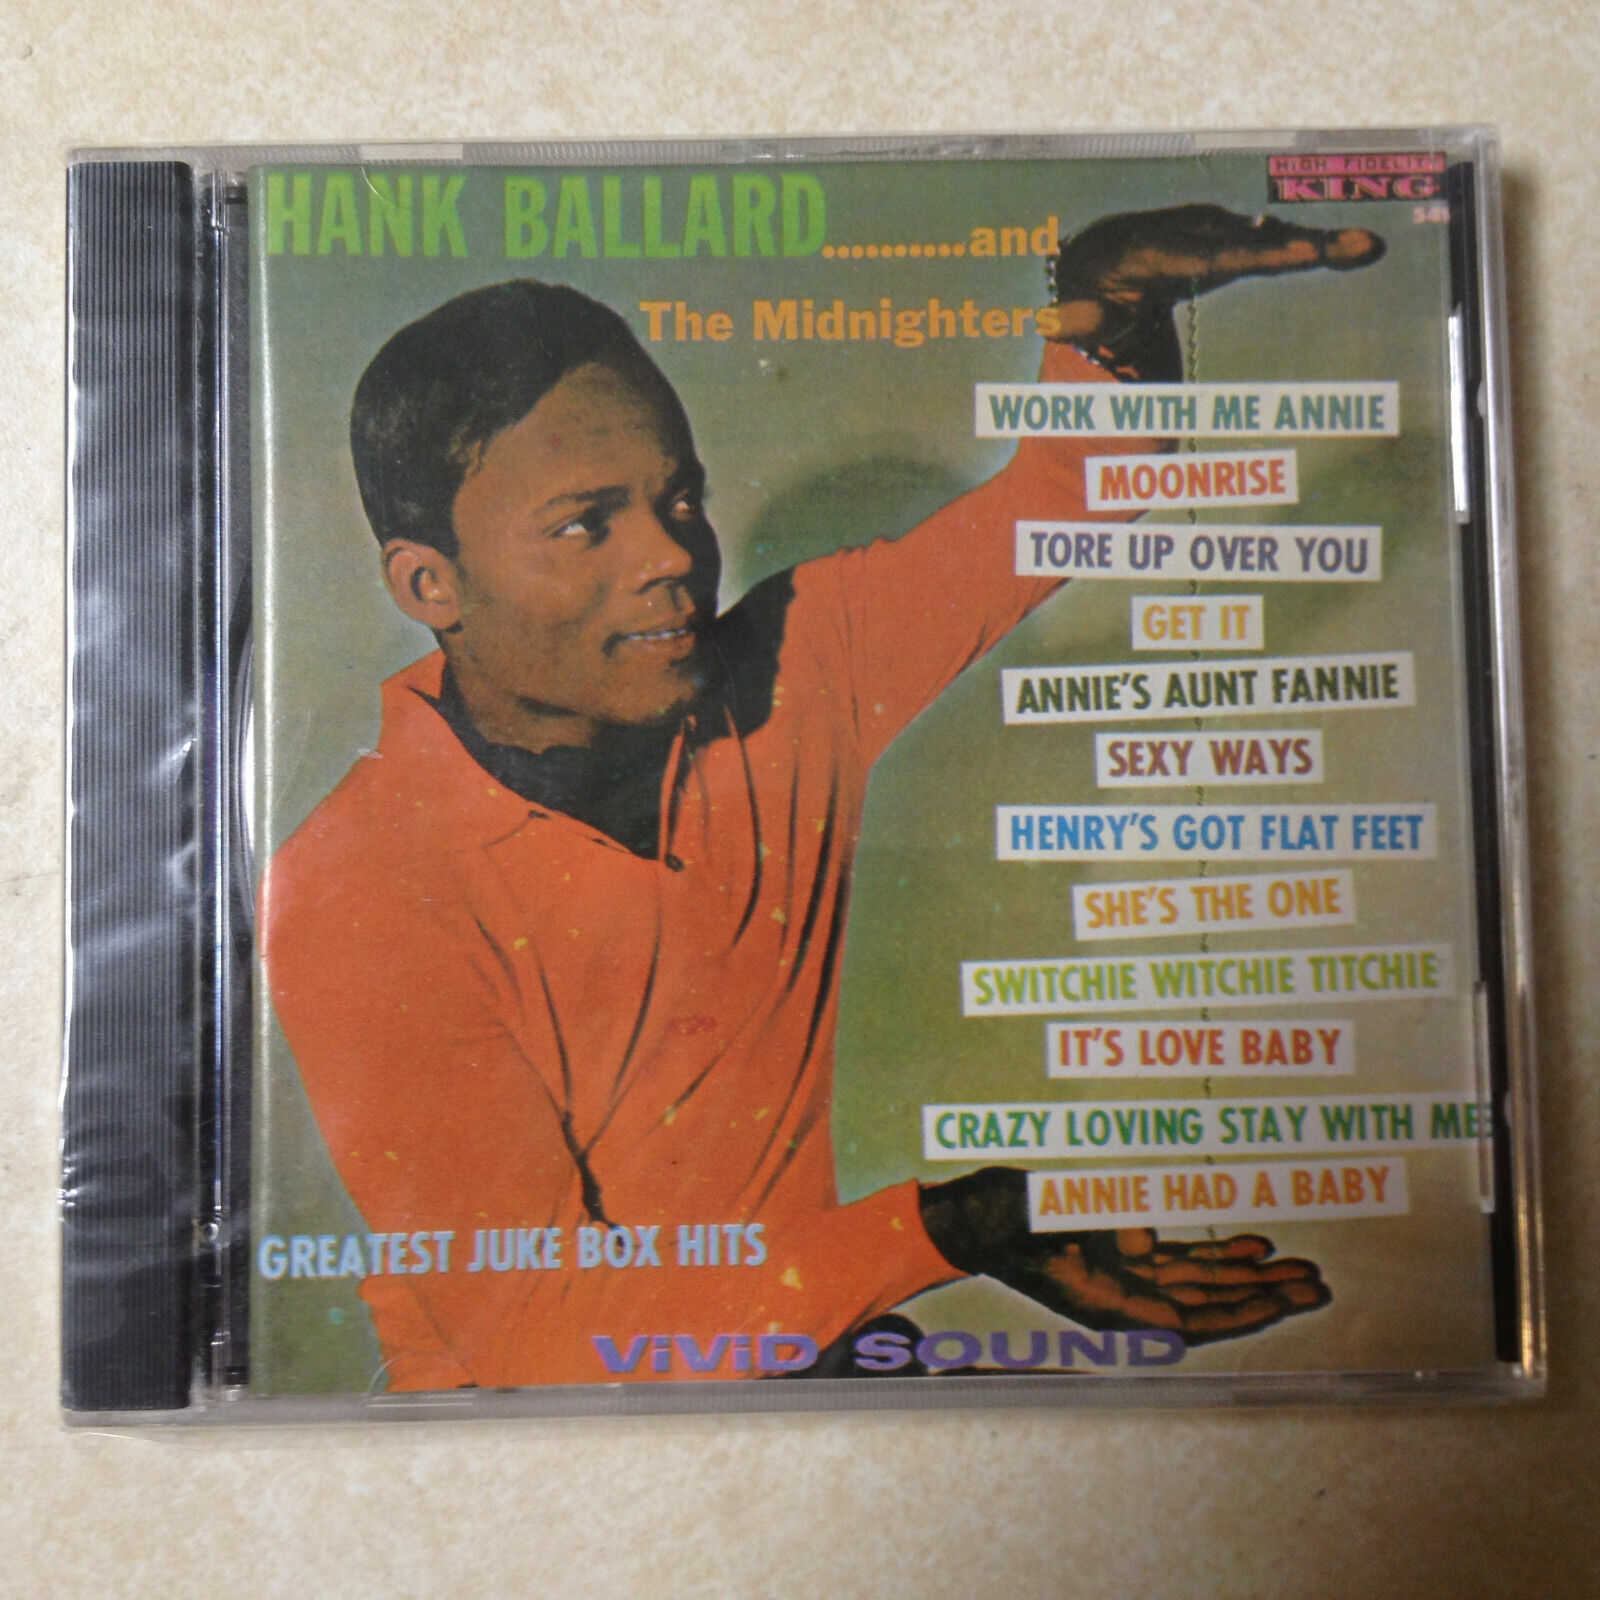 HANK BALLARD..........and
The Midnighters
HIGH FIDELITY
KING
WORK WITH ME ANNIE
MOONRISE
TORE UP OVER YOU
GET IT
ANNIE'S AUNT FANNIE
SEXY WAYS
HENRY'S GOT FLAT FEET
SHE'S THE ONE
SWITCHIE WITCHIE TITCHIE
IT'S LOVE BABY
CRAZY LOVING STAY WITH ME
ANNIE HAD A BABY
GREATEST JUKE BOX HITS
ViViD SOUND